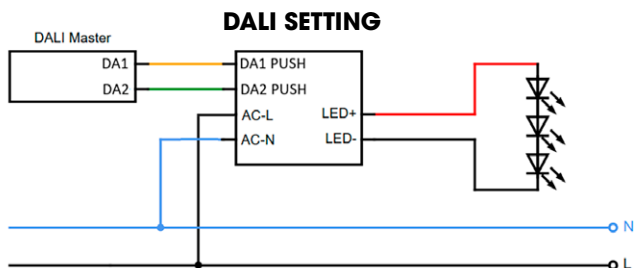 DALI SETTING
DALI Master
DA1
DA2
DA1 PUSH
DA2 PUSH
AC-L
AC-N
LED+
LED-
N
L